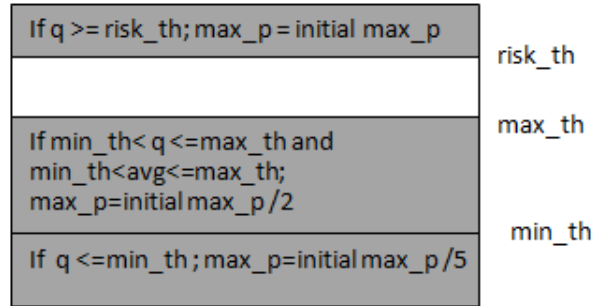 If q >= risk_th; max_p = initial max_p
risk_th
max_th
If min_th< q <=max_th and
min_th<avg<=max_th;
max_p=initial max_p /2
min_th
If q <=min_th ; max_p=initial max_p /5